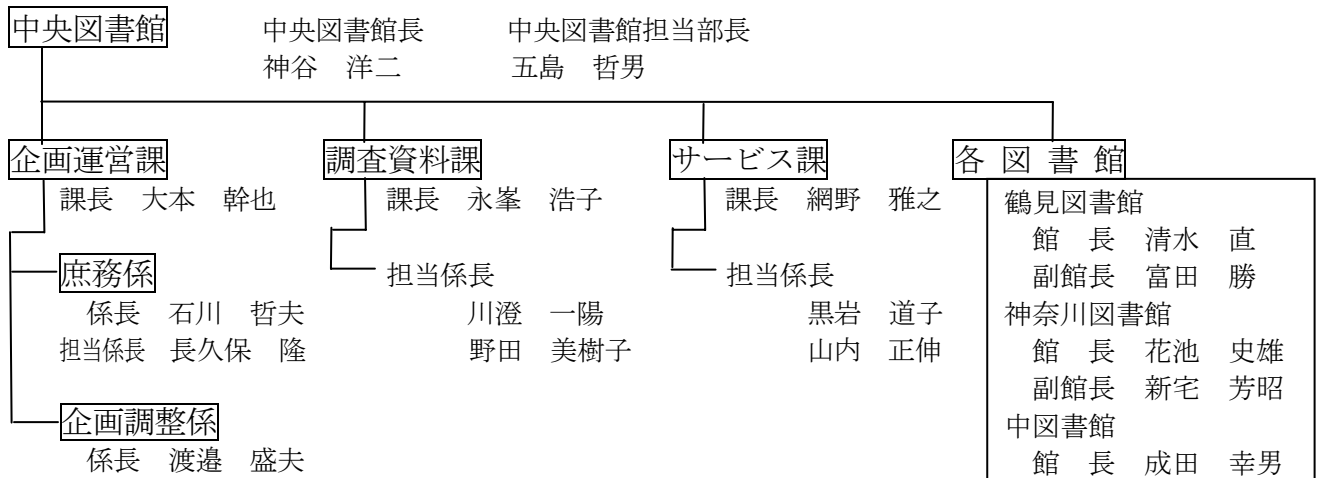 中央図書館　中央図書館長　中央図書館担当部長
神谷　洋二　五島　哲男
企画運営課
課長　大本　幹也
庶務係
係長　石川　哲夫
担当係長　長久保　隆
企画調整係
係長　渡邉　盛夫
調査資料課
課長　永峯　浩子
担当係長
川澄　一陽
野田　美樹子
サービス課
課長　網野　雅之
担当係長
黒岩　道子
山内　正伸
各図書館
鶴見図書館
館　長　清水　直
副館長　富田　勝
神奈川図書館
館　長　花池　史雄
副館長　新宅　芳昭
中図書館
館　長　成田　幸男